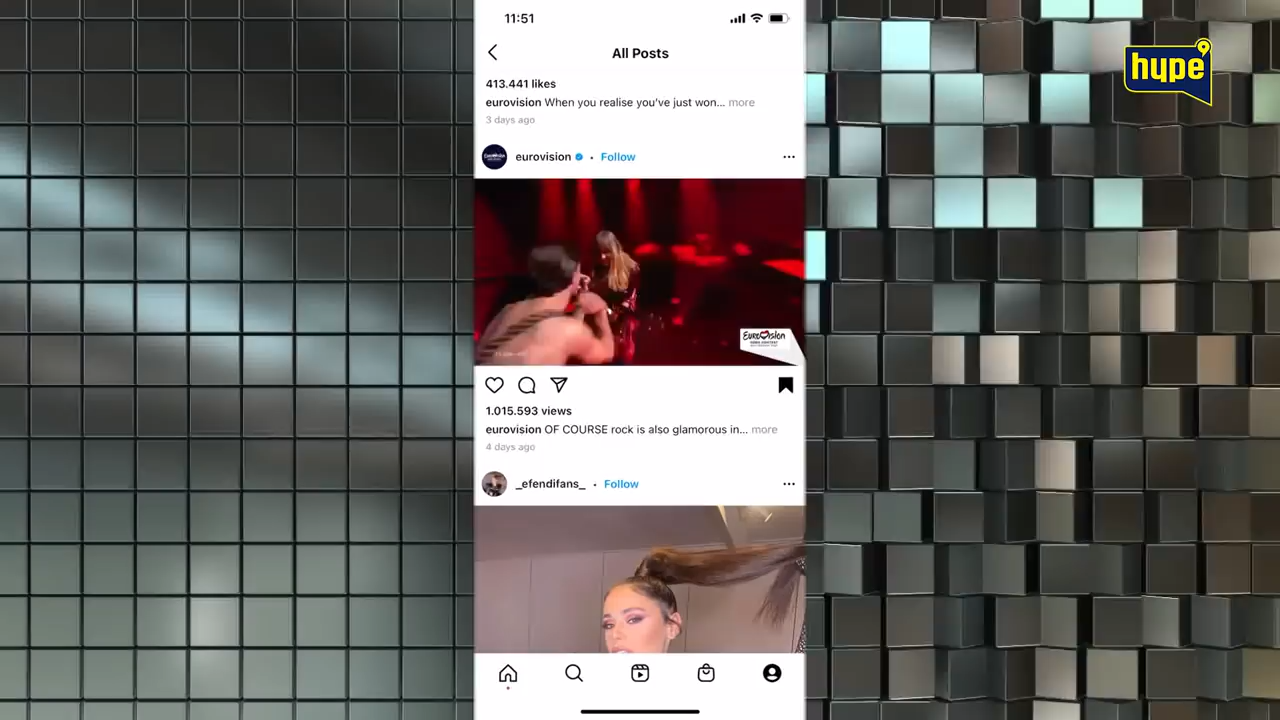 11:51
hype
All Posts
413.441 likes
eurovision When you realise you've just won... more
3 days ago
eurovision • Follow
EUROVISION
SONG CONTEST
1.015.593 views
eurovision OF COURSE rock is also glamorous in... more
4 days ago
_efendifans_ • Follow